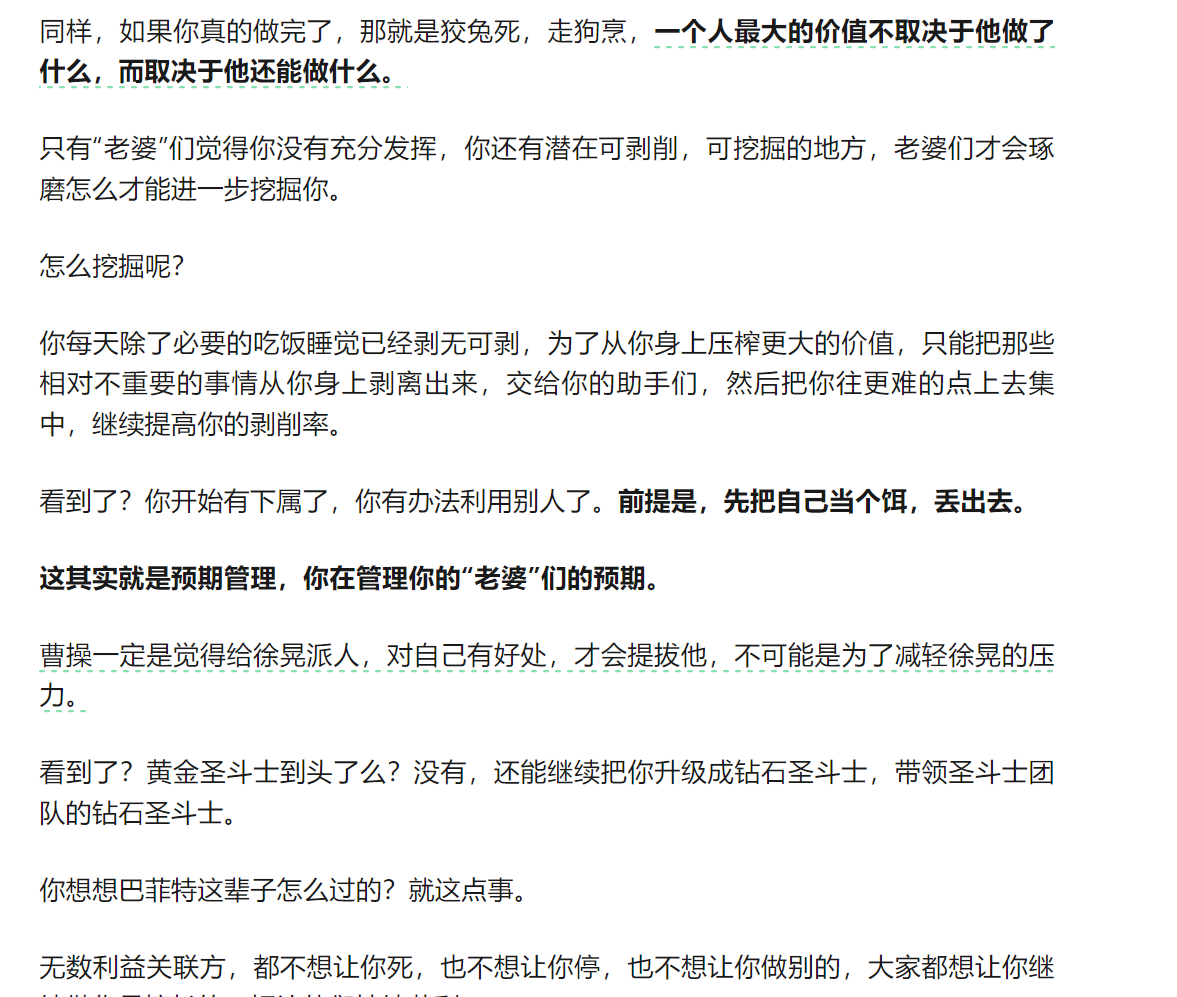 同样，如果你真的做完了，那就是狡兔死，走狗烹，一个人最大的价值不取决于他做了
什么，而取决于他还能做什么。
只有“老婆”们觉得你没有充分发挥，你还有潜在可剥削，可挖掘的地方，老婆们才会琢
磨怎么才能进一步挖掘你。
怎么挖掘呢？
你每天除了必要的吃饭睡觉已经剥无可剥，为了从你身上压榨更大的价值，只能把那些
相对不重要的事情从你身上剥离出来，交给你的助手们，然后把你往更难的点上去集
中，继续提高你的剥削率。
看到了？你开始有下属了，你有办法利用别人了。前提是，先把自己当个饵，丢出去。
这其实就是预期管理，你在管理你的“老婆”们的预期。
曹操一定是觉得给徐晃派人，对自己有好处，才会提拔他，不可能是为了减轻徐晃的压
力。
看到了？黄金圣斗士到头了么？没有，还能继续把你升级成钻石圣斗士，带领圣斗士团
队的钻石圣斗士。
你想想巴菲特这辈子怎么过的？就这点事。
无数利益关联方，都不想让你死，也不想让你停，也不想让你做别的，大家都想让你继